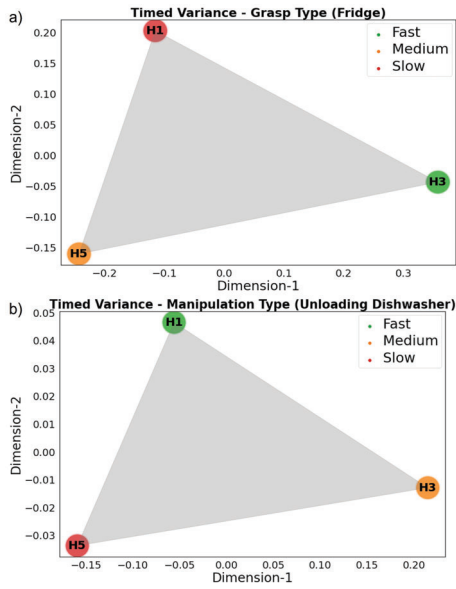 a)
Timed Variance - Grasp Type (Fridge)
Fast
Medium
Slow
H1
H3
H5
0.20
0.15
0.10
0.05
0.00
−0.05
−0.10
−0.15
Dimension-2
−0.2 −0.1 0.0 0.1 0.2 0.3
Dimension-1
b)
Timed Variance - Manipulation Type (Unloading Dishwasher)
Fast
Medium
Slow
H1
H3
H5
0.05
0.04
0.03
0.02
0.01
0.00
−0.01
−0.02
−0.03
Dimension-2
−0.15 −0.10 −0.05 0.00 0.05 0.10 0.15 0.20
Dimension-1